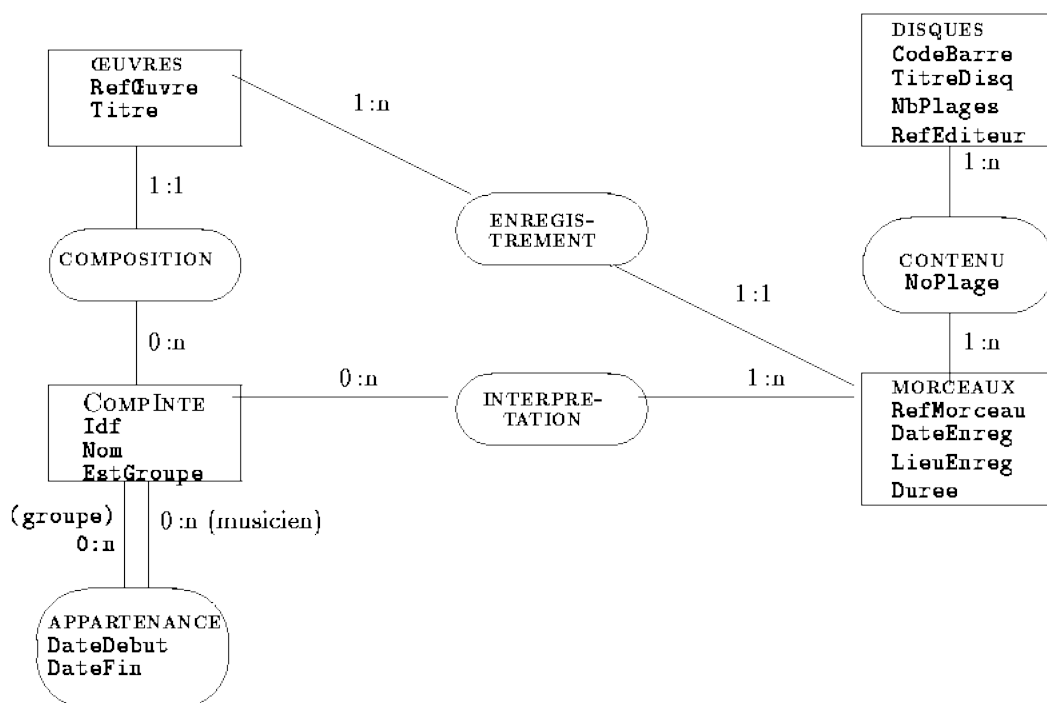 ŒUVRES
RefŒuvre
Titre
DISQUES
CodeBarre
TitreDisq
NbPlages
RefEditeur
1:n
1:1
1:n
ENREGIS-
TREMENT
COMPOSITION
CONTENU
NoPlage
1:1
0:n
1:n
0:n
1:n
COMPINTE
Idf
Nom
EstGroupe
INTERPRE-
TATION
MORCEAUX
RefMorceau
DateEnreg
LieuEnreg
Duree
(groupe)
0:n
0:n (musicien)
APPARTENANCE
DateDebut
DateFin